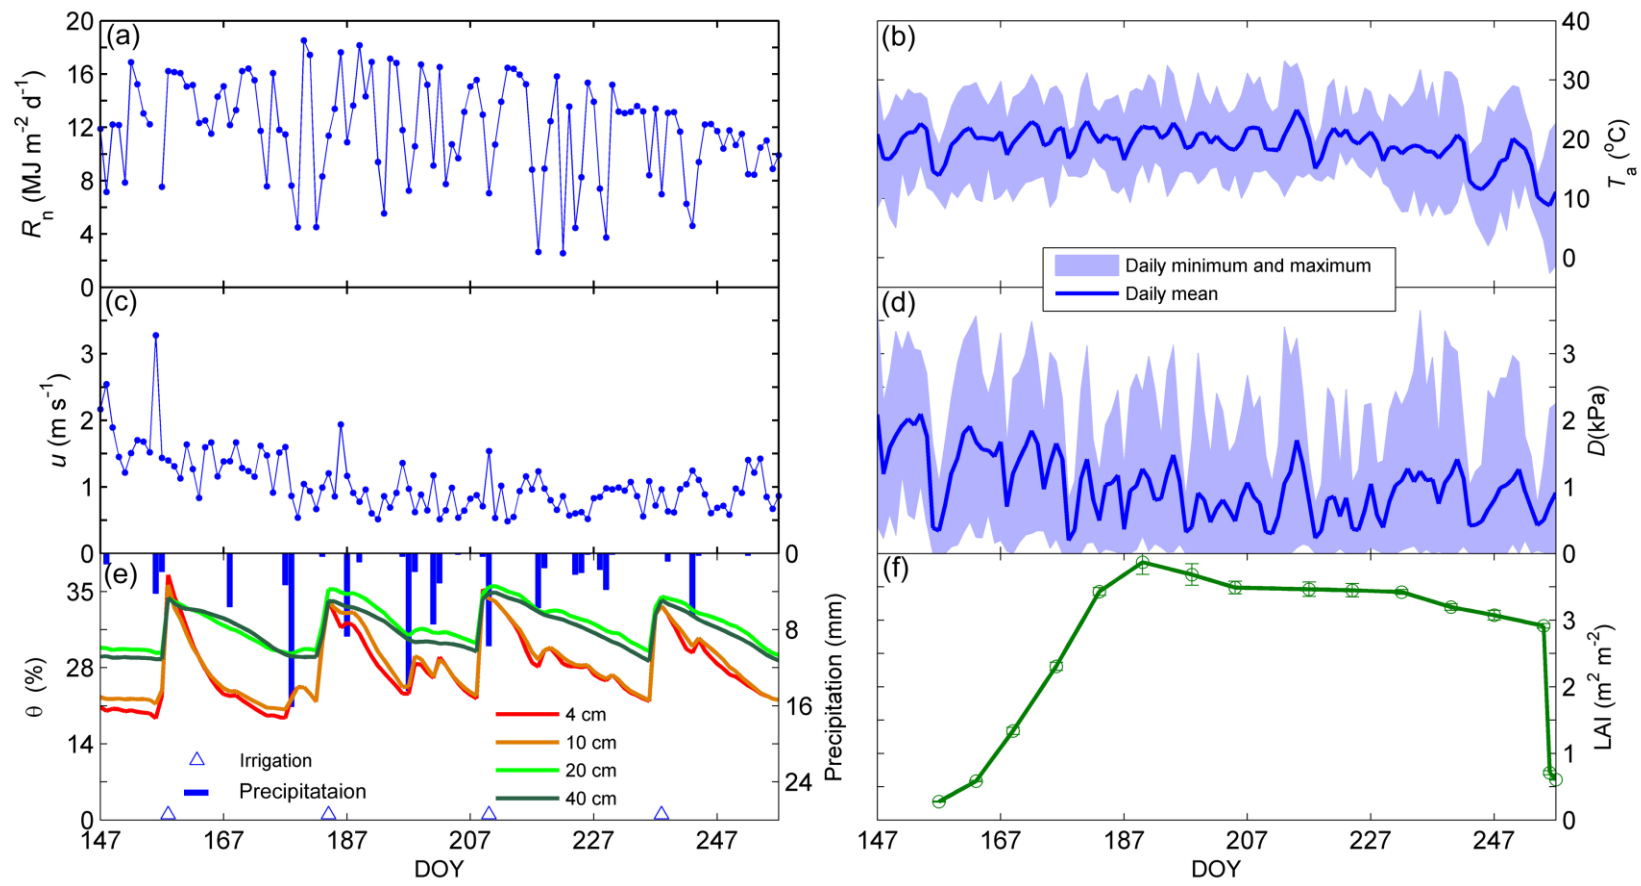 (a)
20
16
12
8
4
0
Rn (MJ m⁻² d⁻¹)
(b)
40
30
20
10
0
Ta (°C)
Daily minimum and maximum
Daily mean
(c)
3
2
1
0
u (m s⁻¹)
(d)
3
2
1
0
D(kPa)
(e)
35
28
14
0
θ (%)
0
8
16
24
Precipitation (mm)
4 cm
10 cm
20 cm
40 cm
Irrigation
Precipitataion
147 167 187 207 227 247
DOY
(f)
3
2
1
0
LAI (m² m⁻²)
147 167 187 207 227 247
DOY